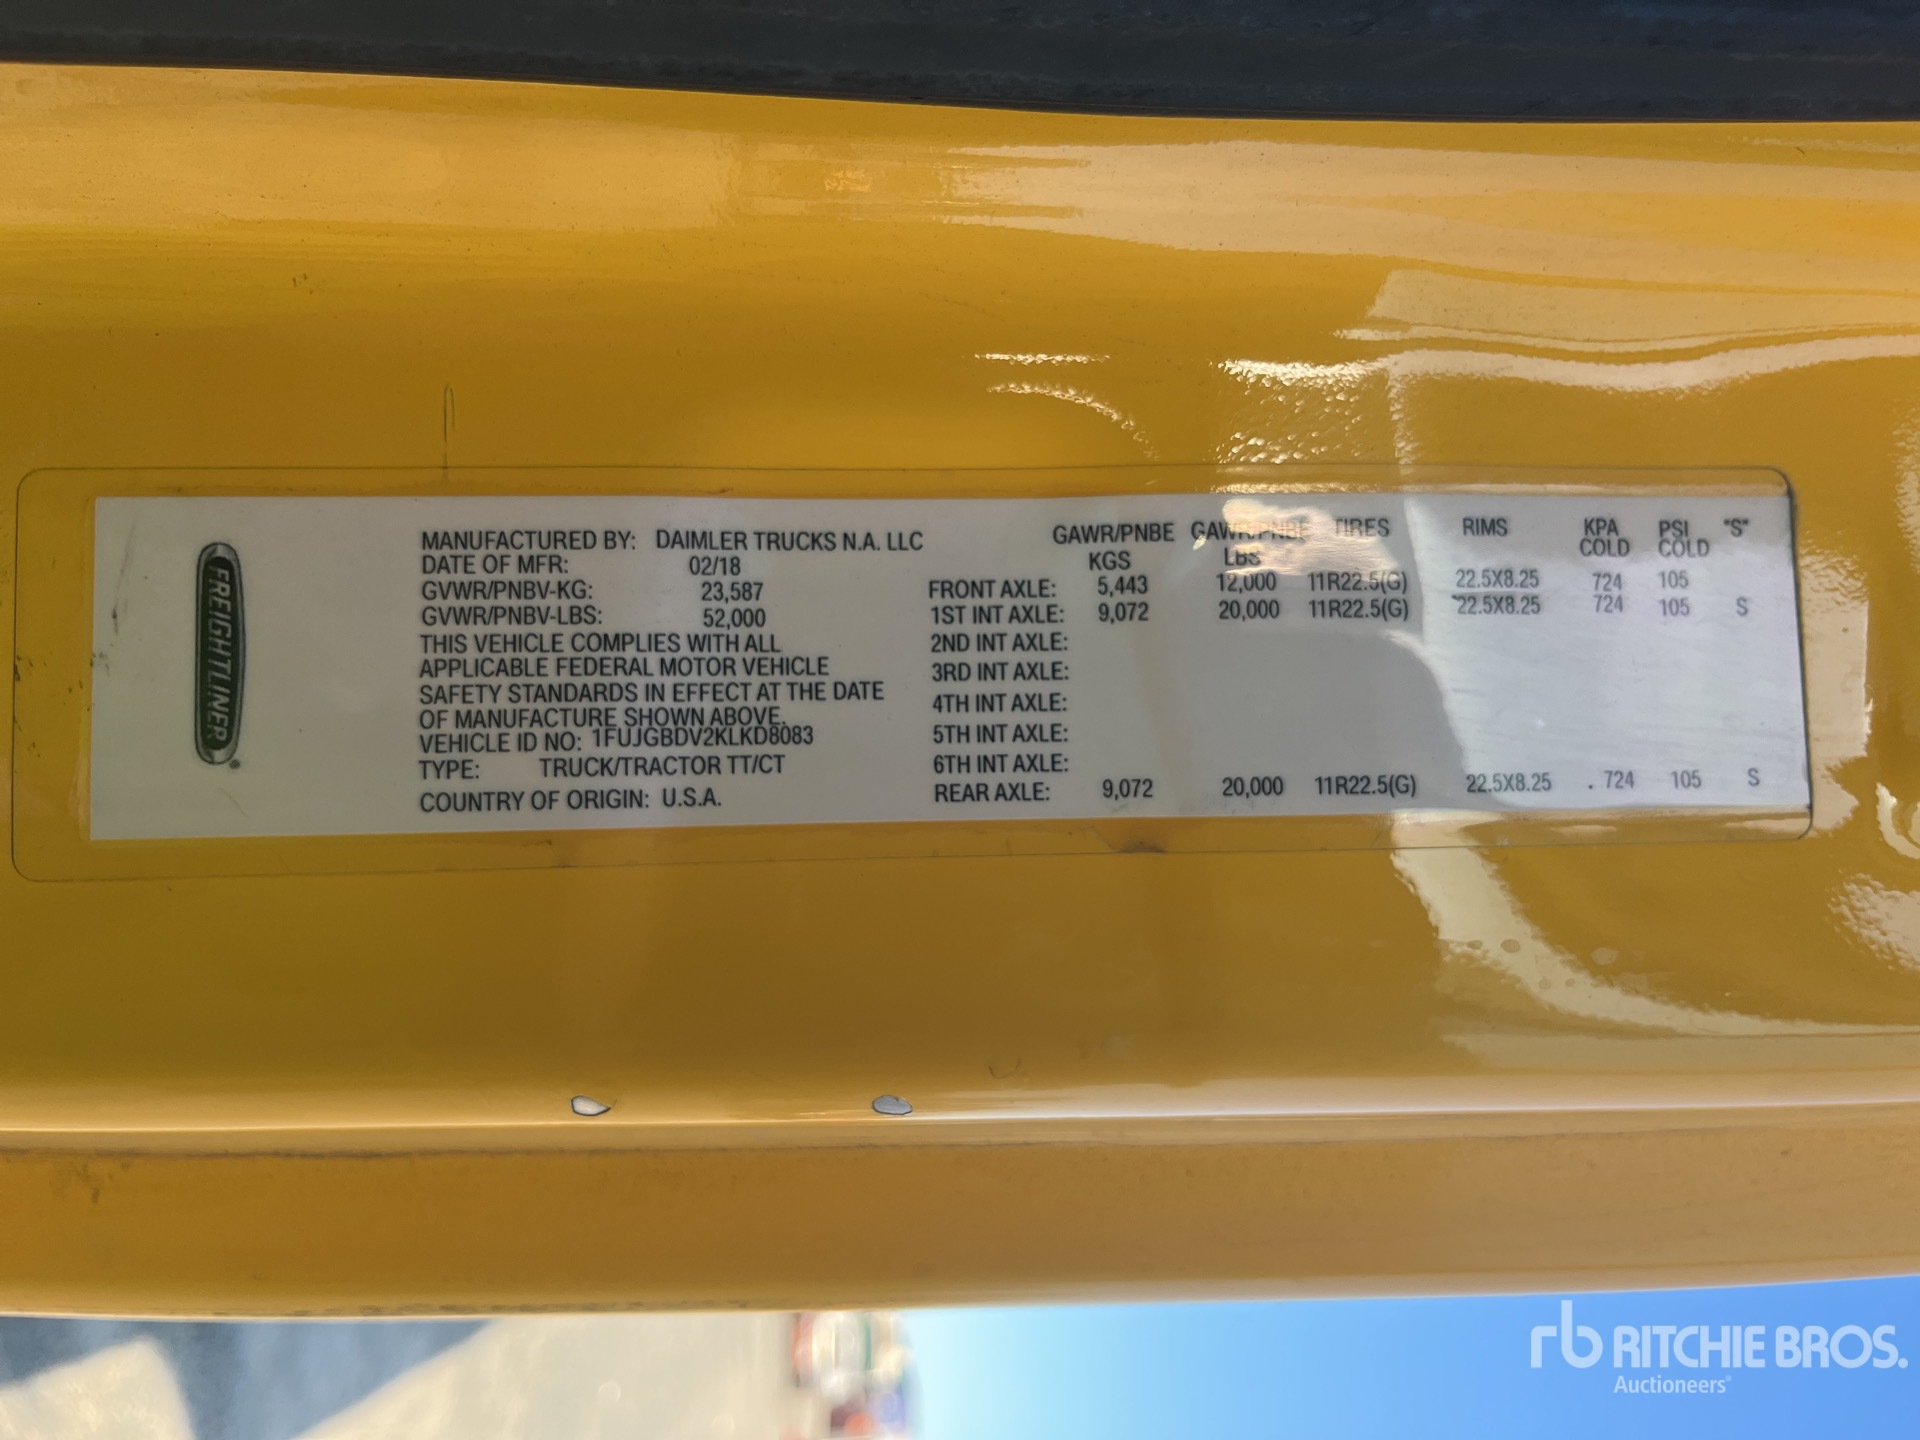 FREIGHTLINER®
MANUFACTURED BY: DAIMLER TRUCKS N.A. LLC
DATE OF MFR: 02/18
GVWR/PNBV-KG: 23,587
GVWR/PNBV-LBS: 52,000
THIS VEHICLE COMPLIES WITH ALL
APPLICABLE FEDERAL MOTOR VEHICLE
SAFETY STANDARDS IN EFFECT AT THE DATE
OF MANUFACTURE SHOWN ABOVE.
VEHICLE ID NO: 1FUJGBDV2KLKD8083
TYPE: TRUCK/TRACTOR TT/CT
COUNTRY OF ORIGIN: U.S.A.
GAWR/PNBE GAWR/PNBE TIRES RIMS KPA PSI "S"
KGS LBS COLD COLD
FRONT AXLE: 5,443 12,000 11R22.5(G) 22.5X8.25 724 105
1ST INT AXLE: 9,072 20,000 11R22.5(G) 22.5X8.25 724 105 S
2ND INT AXLE:
3RD INT AXLE:
4TH INT AXLE:
5TH INT AXLE:
6TH INT AXLE:
REAR AXLE: 9,072 20,000 11R22.5(G) 22.5X8.25 724 105 S
rb RITCHIE BROS.
Auctioneers®